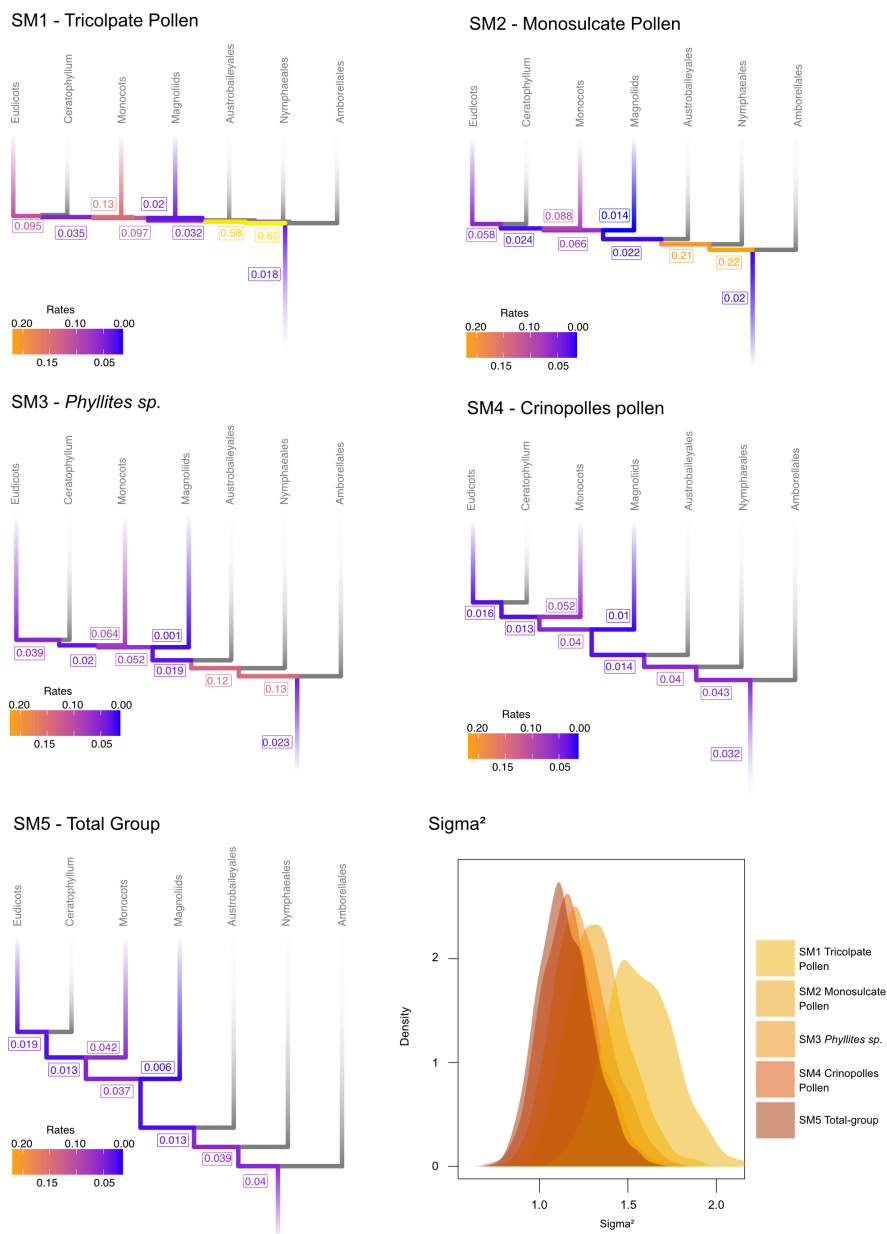 SM1 - Tricolpate Pollen
Eudicots
Ceratophyllum
Monocots
Magnoliids
Austrobaileyales
Nymphaeales
Amborellales
0.13
0.02
0.095
0.035
0.097
0.032
0.58
0.60
0.018
Rates
0.20
0.10
0.00
0.15
0.05
SM2 - Monosulcate Pollen
Eudicots
Ceratophyllum
Monocots
Magnoliids
Austrobaileyales
Nymphaeales
Amborellales
0.088
0.014
0.058
0.024
0.066
0.022
0.21
0.22
0.02
Rates
0.20
0.10
0.00
0.15
0.05
SM3 - Phyllites sp.
Eudicots
Ceratophyllum
Monocots
Magnoliids
Austrobaileyales
Nymphaeales
Amborellales
0.064
0.001
0.039
0.02
0.052
0.019
0.12
0.13
0.023
Rates
0.20
0.10
0.00
0.15
0.05
SM4 - Crinopolles pollen
Eudicots
Ceratophyllum
Monocots
Magnoliids
Austrobaileyales
Nymphaeales
Amborellales
0.052
0.01
0.016
0.013
0.04
0.014
0.04
0.043
0.032
Rates
0.20
0.10
0.00
0.15
0.05
SM5 - Total Group
Eudicots
Ceratophyllum
Monocots
Magnoliids
Austrobaileyales
Nymphaeales
Amborellales
0.019
0.042
0.013
0.006
0.037
0.013
0.039
0.04
Rates
0.20
0.10
0.00
0.15
0.05
Sigma²
Density
2
1
0
1.0
1.5
2.0
Sigma²
SM1 Tricolpate
Pollen
SM2 Monosulcate
Pollen
SM3 Phyllites sp.
SM4 Crinopolles
Pollen
SM5 Total-group